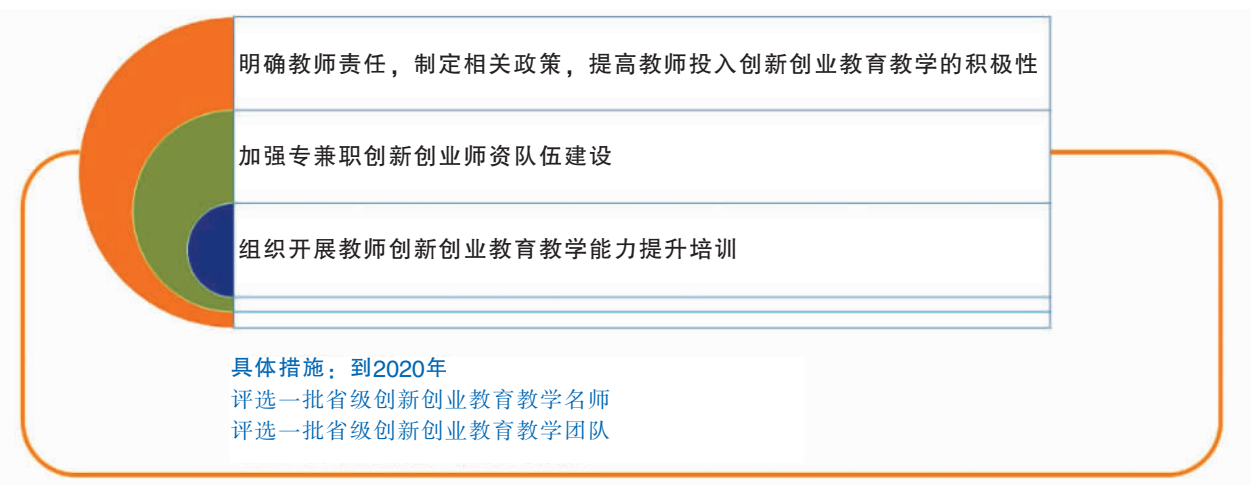 明确教师责任，制定相关政策，提高教师投入创新创业教育教学的积极性
加强专兼职创新创业师资队伍建设
组织开展教师创新创业教育教学能力提升培训
具体措施：到2020年
评选一批省级创新创业教育教学名师
评选一批省级创新创业教育教学团队